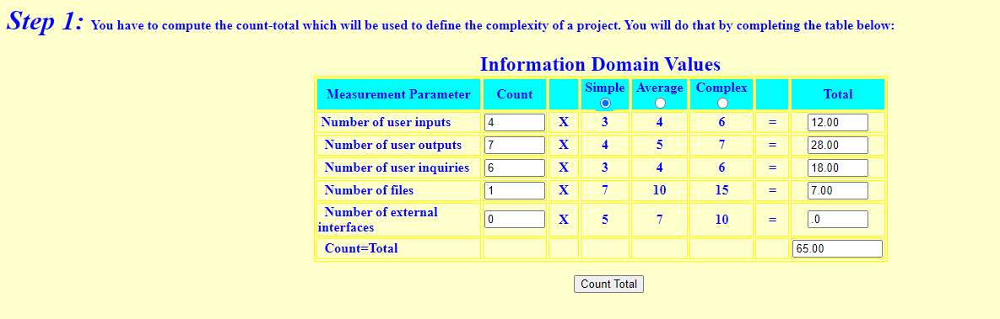 Step 1: You have to compute the count-total which will be used to define the complexity of a project. You will do that by completing the table below:
Information Domain Values
Measurement Parameter Count Simple Average Complex Total
Number of user inputs 4 X 3 4 6 = 12.00
Number of user outputs 7 X 4 5 7 = 28.00
Number of user inquiries 6 X 3 4 6 = 18.00
Number of files 1 X 7 10 15 = 7.00
Number of external
interfaces 0 X 5 7 10 = .0
Count=Total 65.00
Count Total